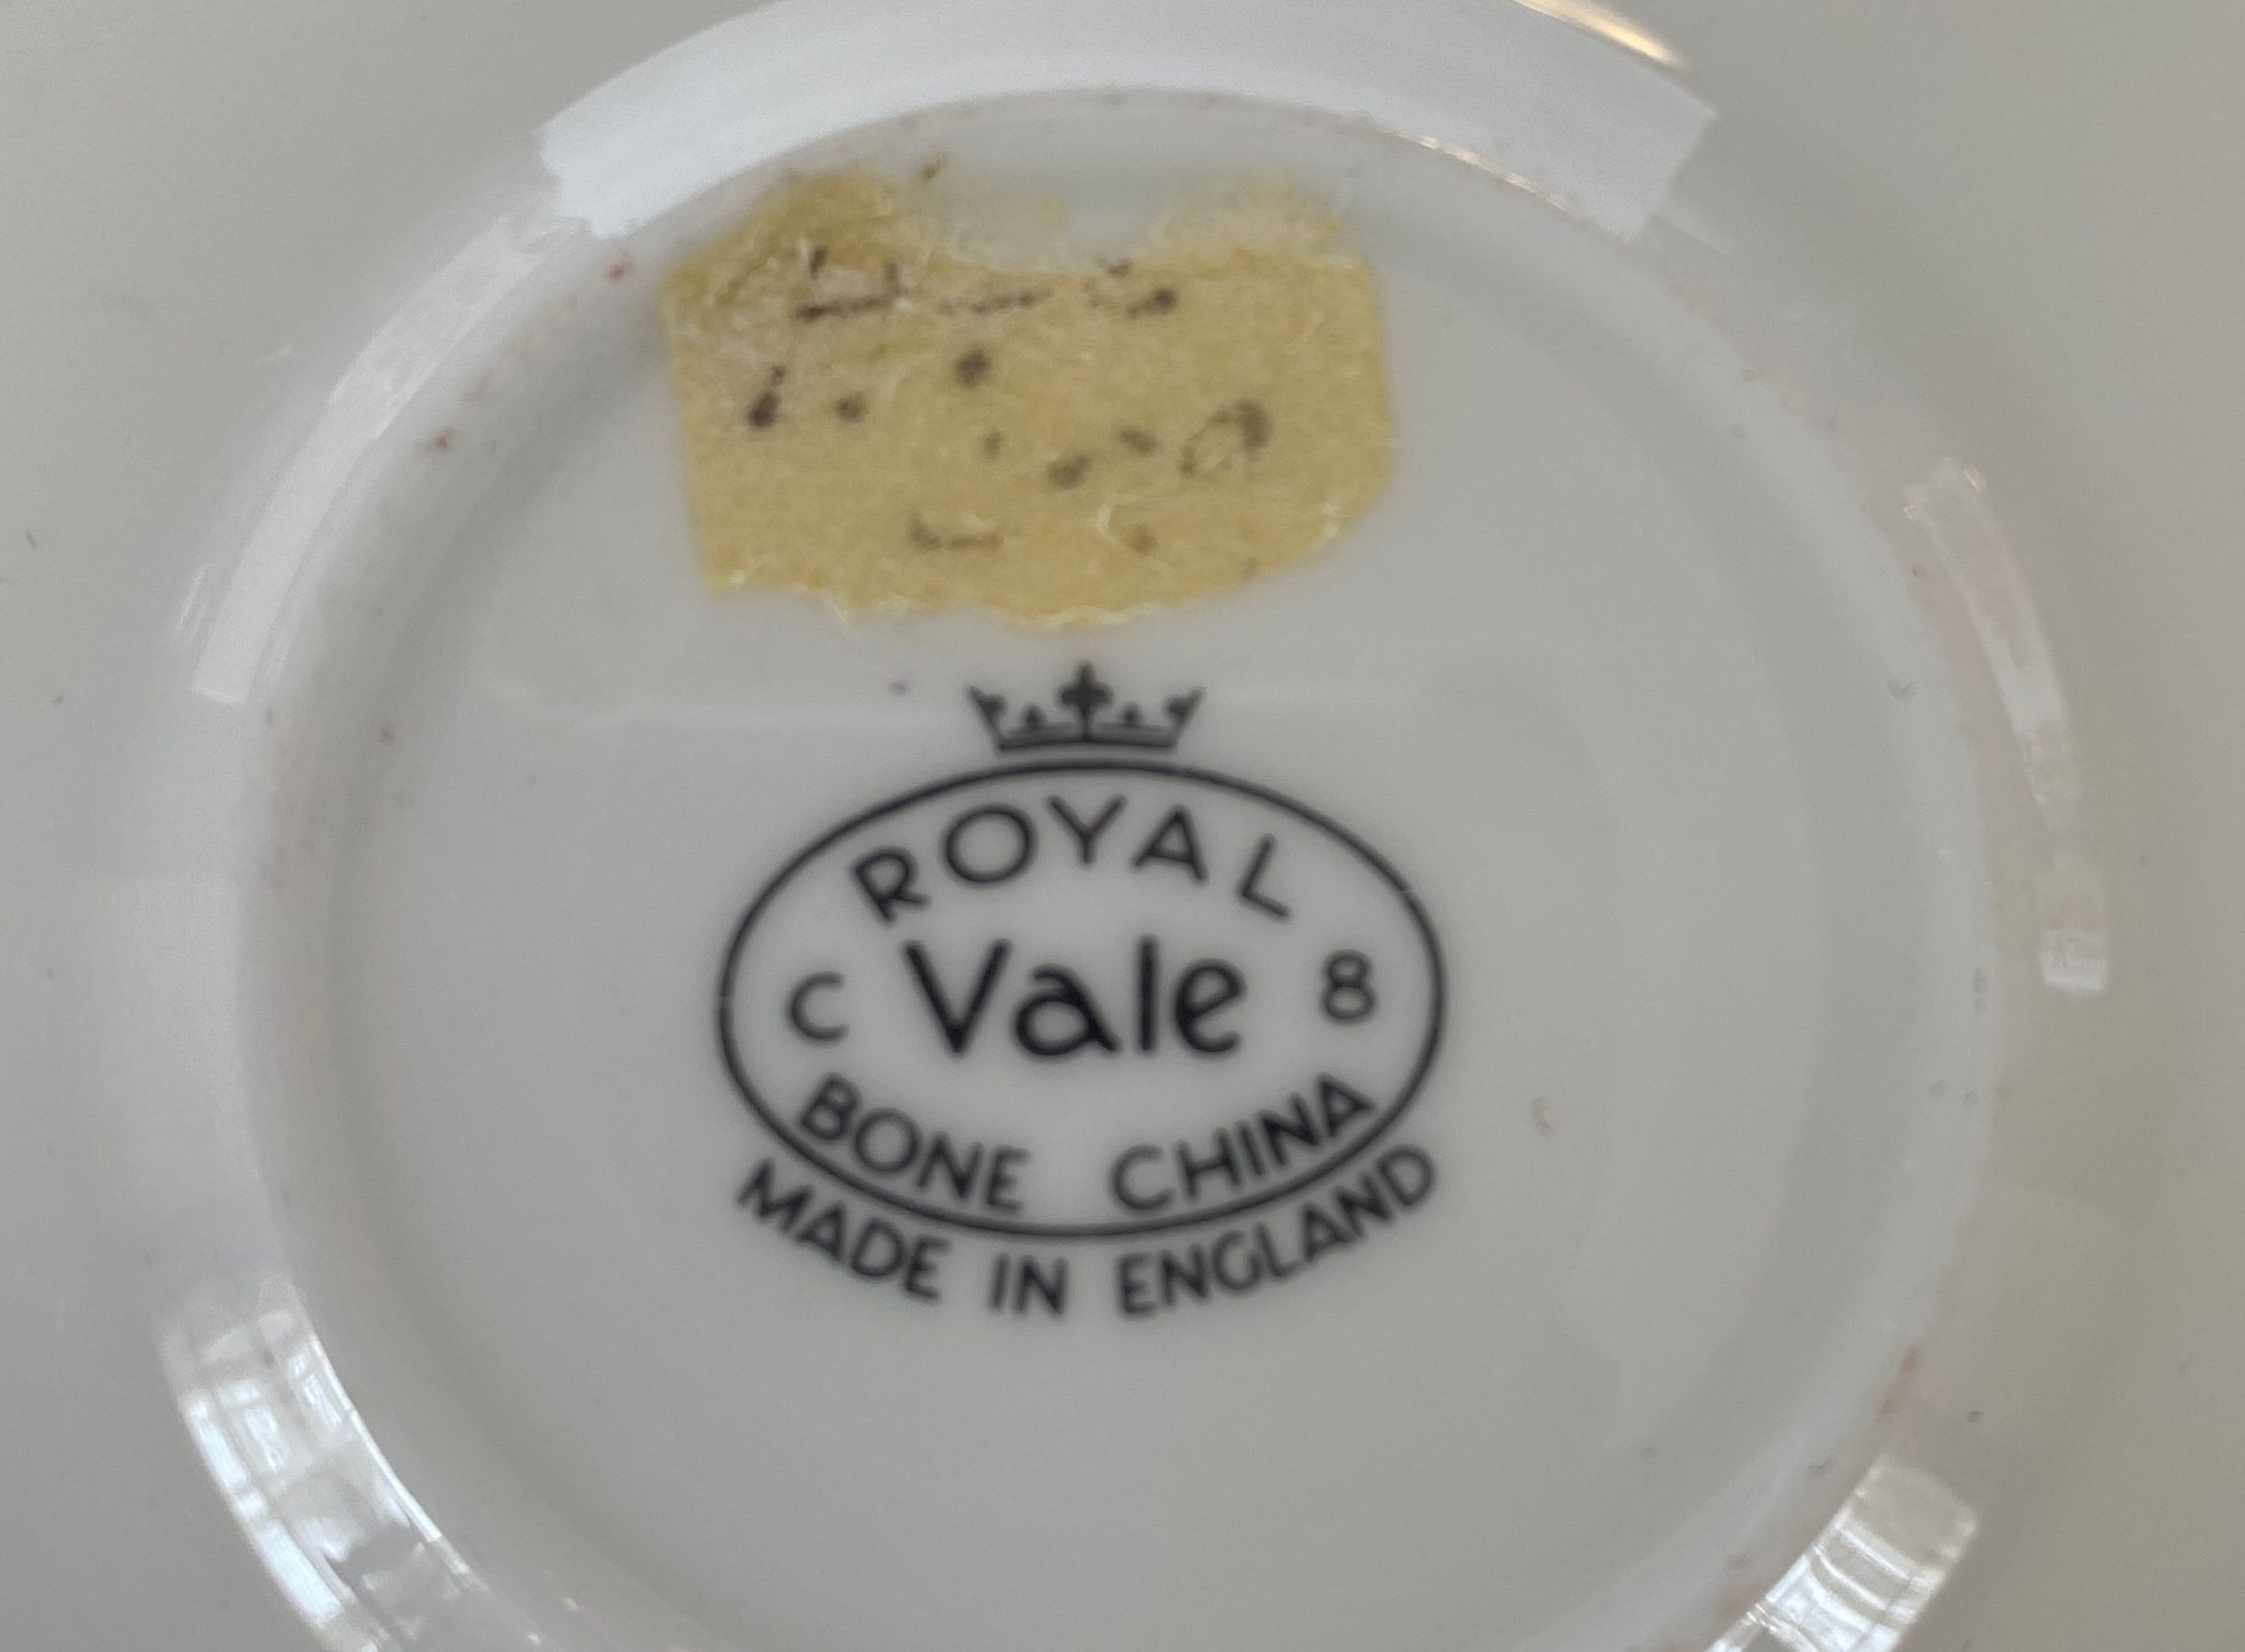 ROYAL
C Vale 8
BONE CHINA
MADE IN ENGLAND